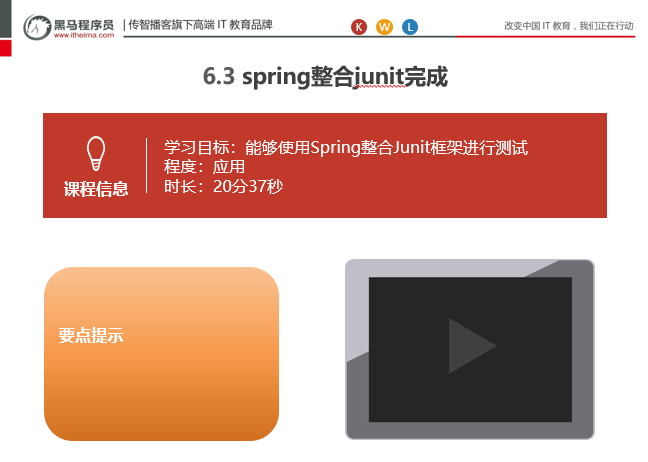 黑马程序员
www.itheima.com
传智播客旗下高端 IT 教育品牌
K W L
改变中国 IT 教育，我们正在行动
6.3 spring整合junit完成
课程信息
学习目标：能够使用Spring整合Junit框架进行测试
程度：应用
时长：20分37秒
要点提示